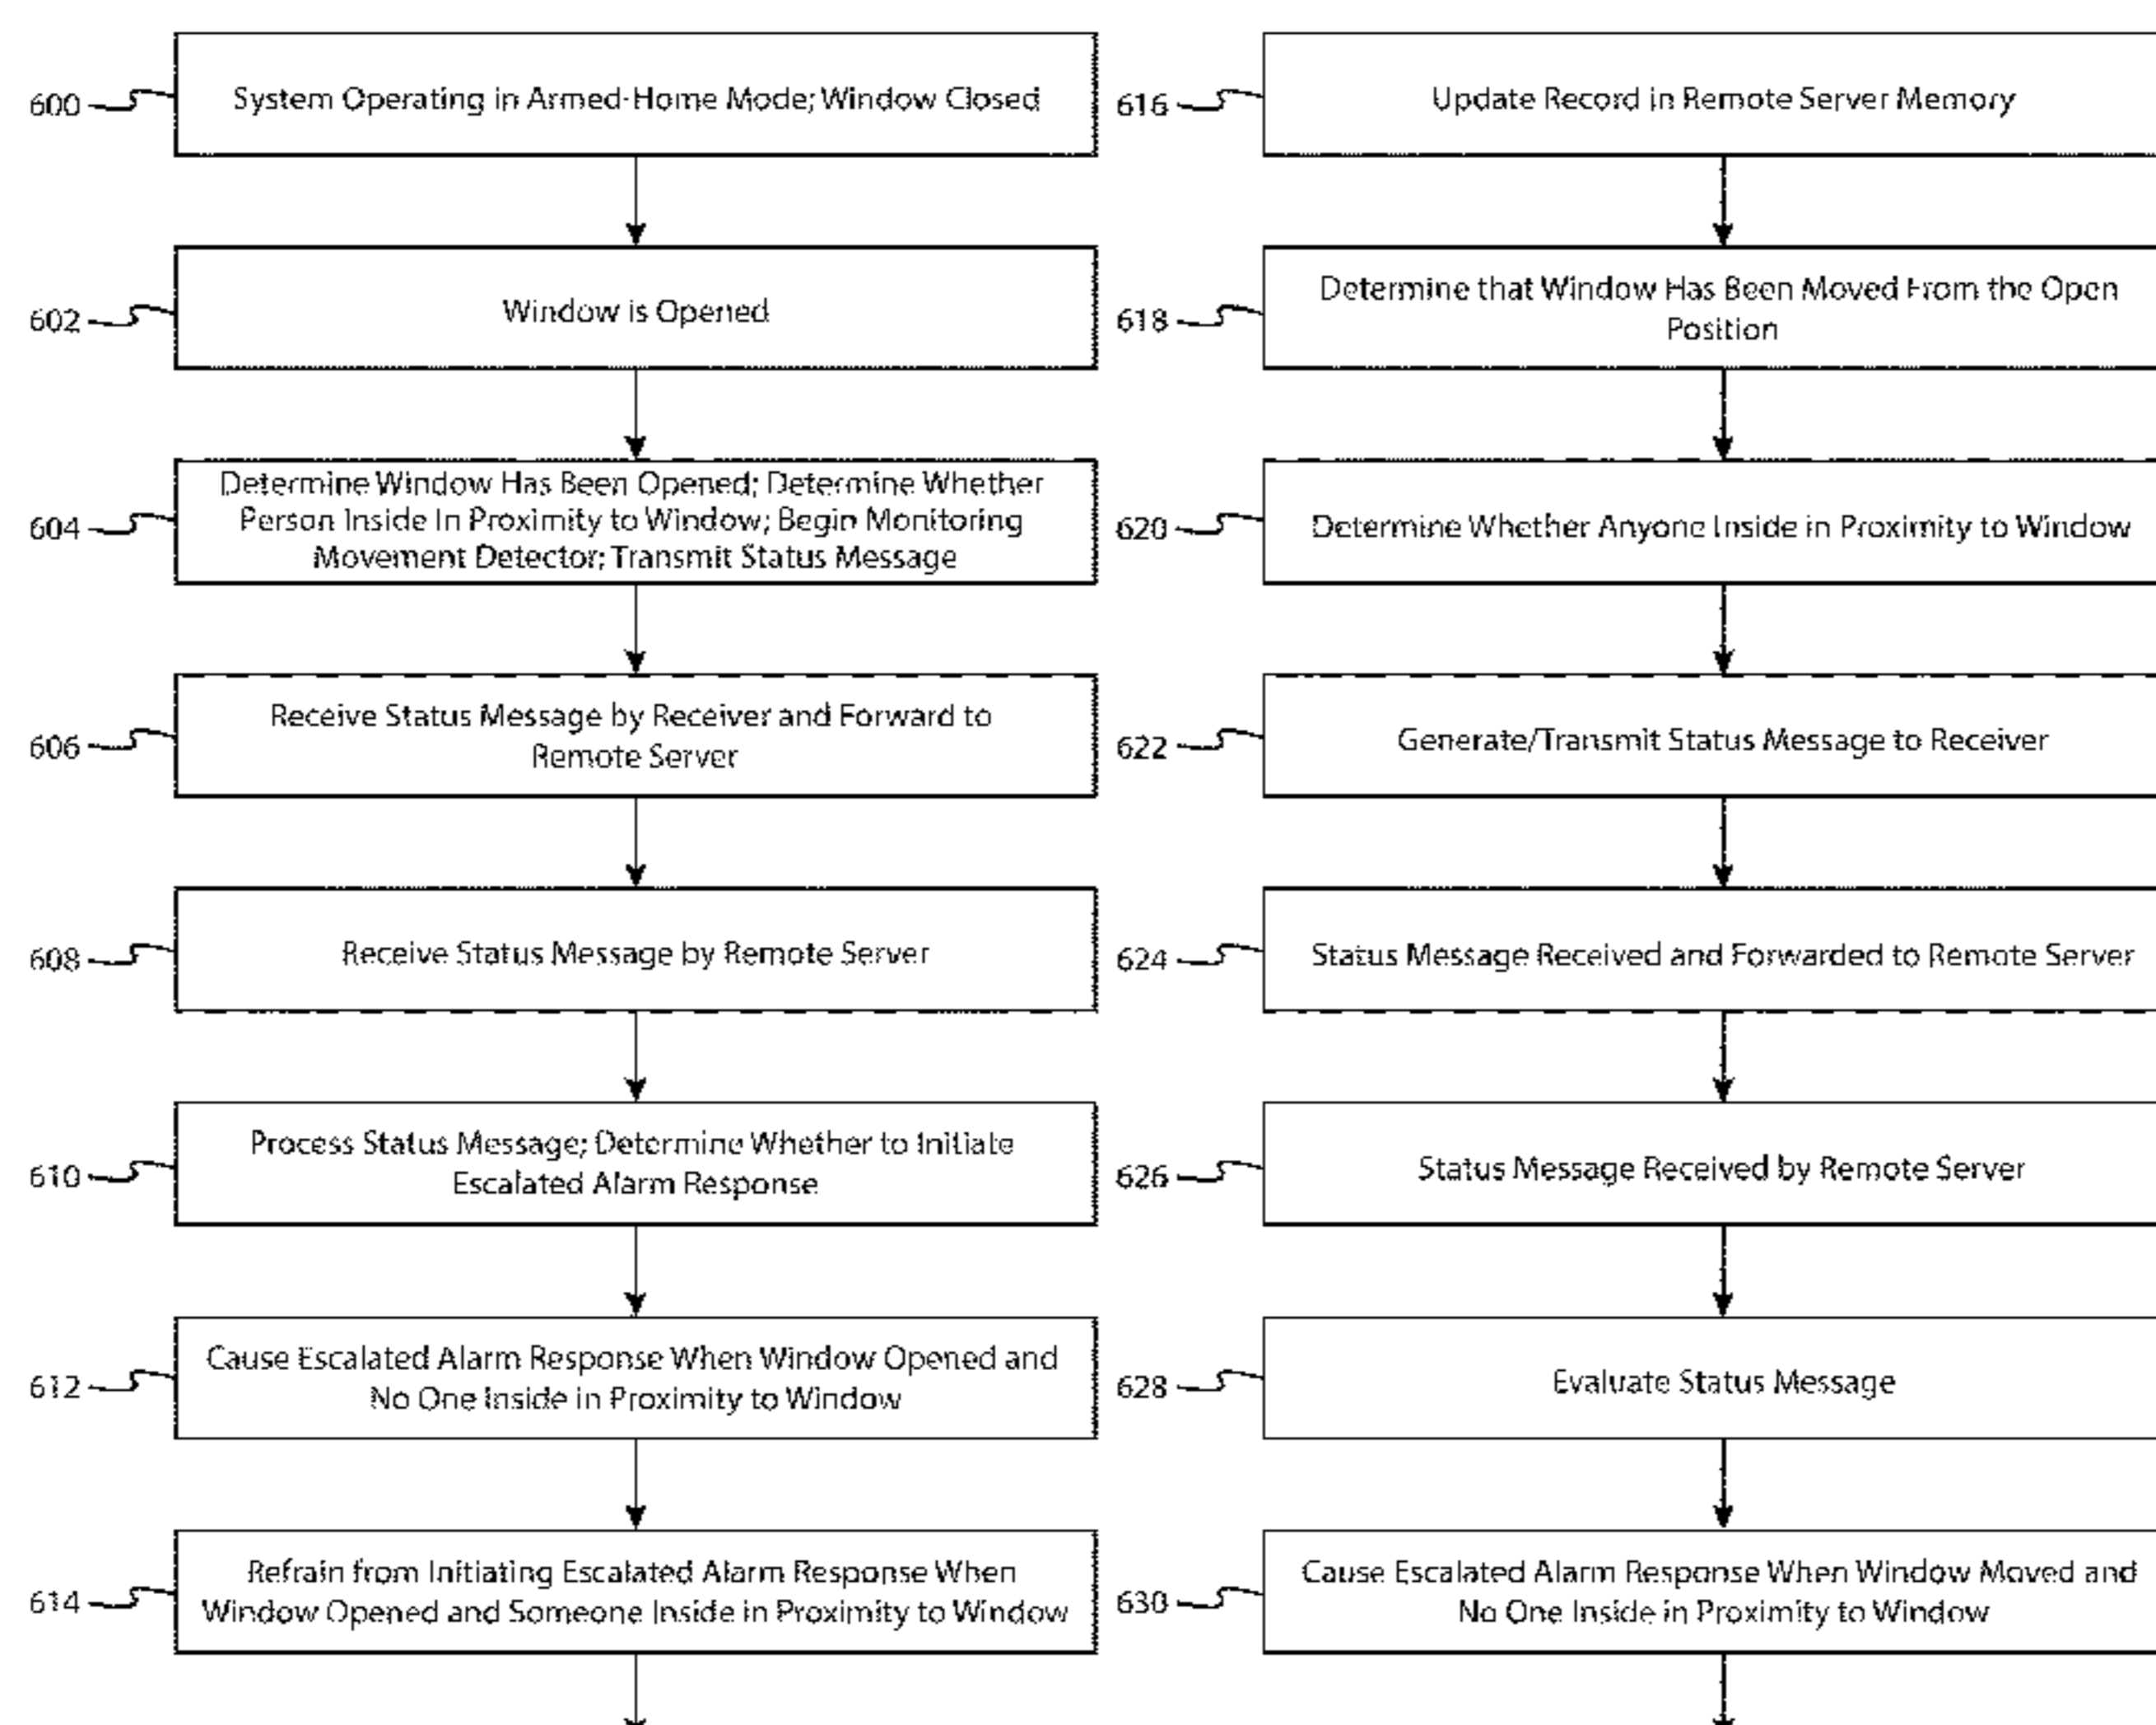 600
System Operating in Armed-Home Mode; Window Closed
602
Window is Opened
604
Determine Window Has Been Opened; Determine Whether
Person Inside In Proximity to Window; Begin Monitoring
Movement Detector; Transmit Status Message
606
Receive Status Message by Receiver and Forward to
Remote Server
608
Receive Status Message by Remote Server
610
Process Status Message; Determine Whether to Initiate
Escalated Alarm Response
612
Cause Escalated Alarm Response When Window Opened and
No One Inside in Proximity to Window
614
Refrain from Initiating Escalated Alarm Response When
Window Opened and Someone Inside in Proximity to Window
616
Update Record in Remote Server Memory
618
Determine that Window Has Been Moved From the Open
Position
620
Determine Whether Anyone Inside in Proximity to Window
622
Generate/Transmit Status Message to Receiver
624
Status Message Received and Forwarded to Remote Server
626
Status Message Received by Remote Server
628
Evaluate Status Message
630
Cause Escalated Alarm Response When Window Moved and
No One Inside in Proximity to Window